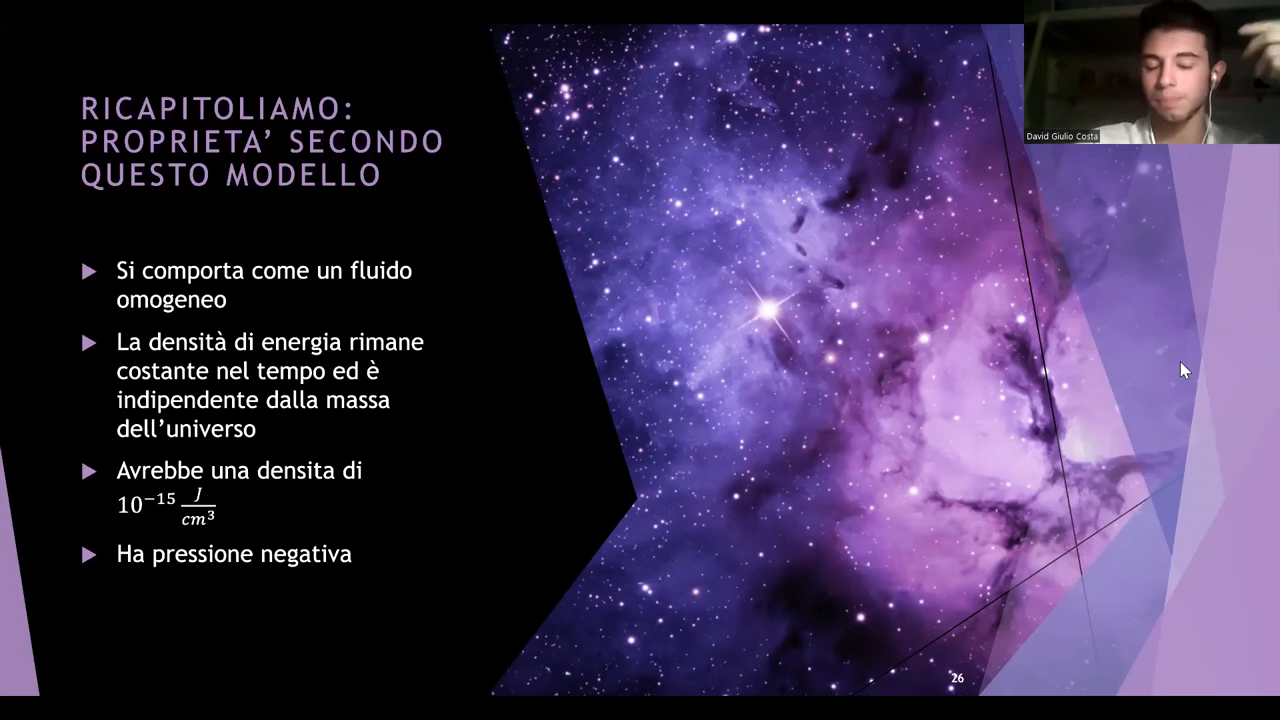 RICAPITOLIAMO:
PROPRIETA’ SECONDO
QUESTO MODELLO
Si comporta come un fluido
omogeneo
La densità di energia rimane
costante nel tempo ed è
indipendente dalla massa
dell’universo
Avrebbe una densita di
10⁻¹⁵ J/cm³
Ha pressione negativa
26
David Giulio Costa